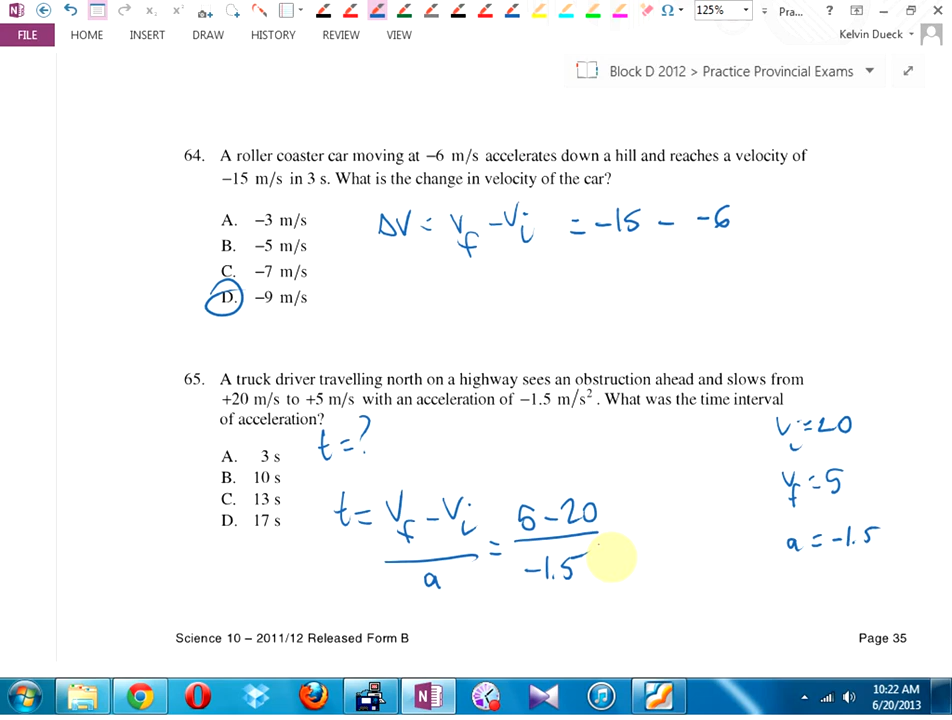 125%
Pra...
?
FILE
HOME
INSERT
DRAW
HISTORY
REVIEW
VIEW
Kelvin Dueck
Block D 2012 > Practice Provincial Exams
64. A roller coaster car moving at −6 m/s accelerates down a hill and reaches a velocity of
−15 m/s in 3 s. What is the change in velocity of the car?
A. −3 m/s
B. −5 m/s
C. −7 m/s
D. −9 m/s
ΔV = Vf − Vi = −15 − −6
65. A truck driver travelling north on a highway sees an obstruction ahead and slows from
+20 m/s to +5 m/s with an acceleration of −1.5 m/s². What was the time interval
of acceleration?
A. 3 s
B. 10 s
C. 13 s
D. 17 s
t = ?
Vi = 20
Vf = 5
a = −1.5
t = Vf − Vi = 5 − 20
a −1.5
Science 10 – 2011/12 Released Form B
Page 35
10:22 AM
6/20/2013